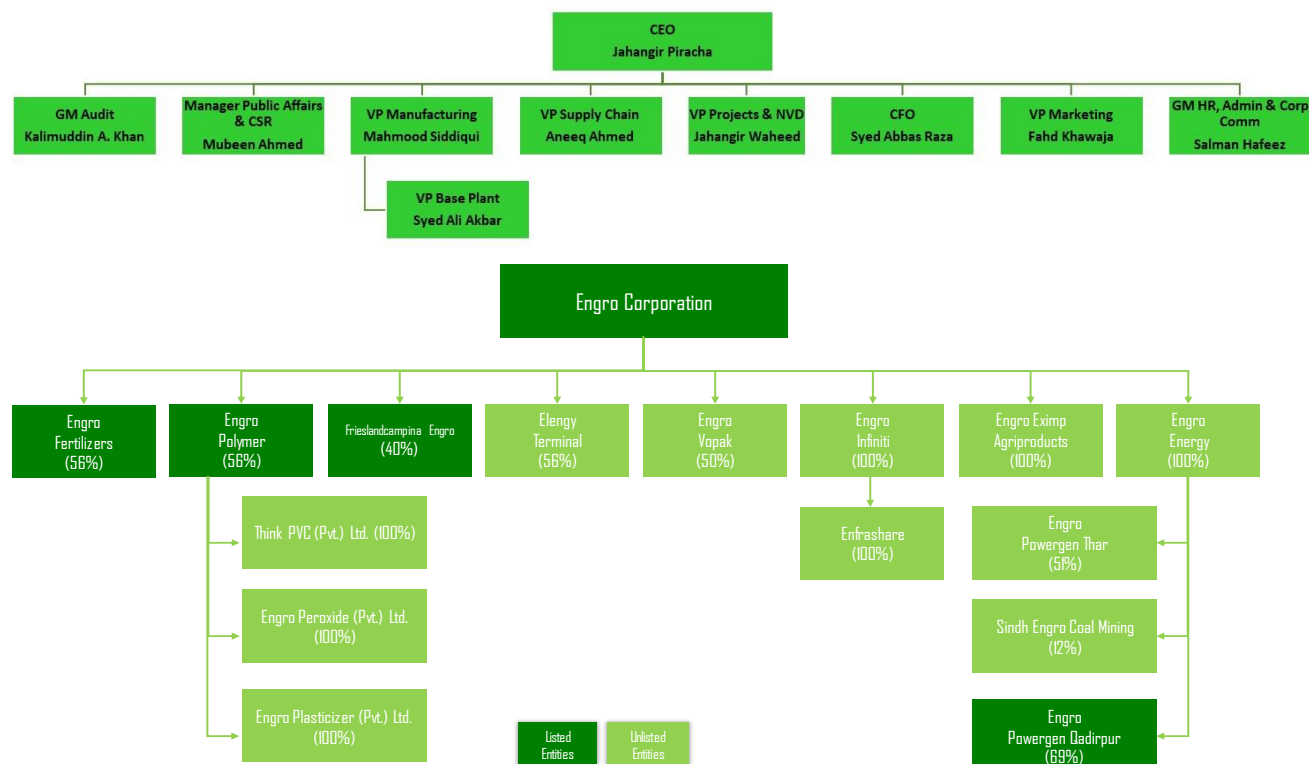 CEO
Jahangir Piracha
GM Audit
Kalimuddin A. Khan
Manager Public Affairs
& CSR
Mubeen Ahmed
VP Manufacturing
Mahmood Siddiqui
VP Supply Chain
Aneeq Ahmed
VP Projects & NVD
Jahangir Waheed
CFO
Syed Abbas Raza
VP Marketing
Fahd Khawaja
GM HR, Admin & Corp
Comm
Salman Hafeez
VP Base Plant
Syed Ali Akbar
Engro Corporation
Engro
Fertilizers
(56%)
Engro
Polymer
(56%)
Frieslandcampina Engro
(40%)
Elengy
Terminal
(56%)
Engro
Vopak
(50%)
Engro
Infiniti
(100%)
Engro Eximp
Agriproducts
(100%)
Engro
Energy
(100%)
Think PVC (Pvt.) Ltd. (100%)
Engro Peroxide (Pvt.) Ltd.
(100%)
Engro Plasticizer (Pvt.) Ltd.
(100%)
Enfrashare
(100%)
Engro
Powergen Thar
(51%)
Sindh Engro Coal Mining
(12%)
Engro
Powergen Qadirpur
(69%)
Listed
Entities
Unlisted
Entities